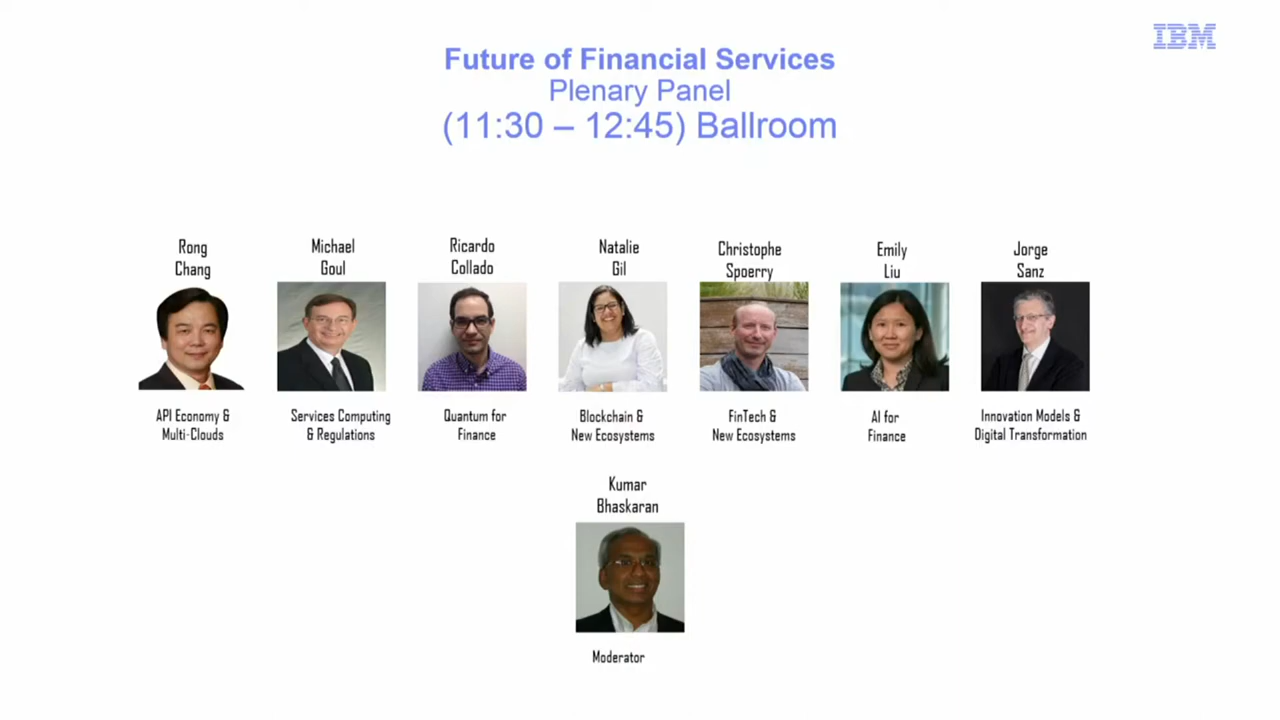 IBM
Future of Financial Services
Plenary Panel
(11:30 – 12:45) Ballroom
Rong
Chang
Michael
Goul
Ricardo
Collado
Natalie
Gil
Christophe
Spoerry
Emily
Liu
Jorge
Sanz
API Economy &
Multi-Clouds
Services Computing
& Regulations
Quantum for
Finance
Blockchain &
New Ecosystems
FinTech &
New Ecosystems
AI for
Finance
Innovation Models &
Digital Transformation
Kumar
Bhaskaran
Moderator